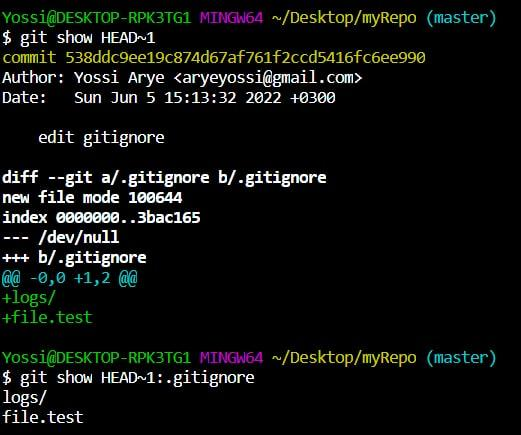 Yossi@DESKTOP-RPK3TG1 MINGW64 ~/Desktop/myRepo (master)
$ git show HEAD~1
commit 538ddc9ee19c874d67af761f2ccd5416fc6ee990
Author: Yossi Arye <aryeyossi@gmail.com>
Date:   Sun Jun 5 15:13:32 2022 +0300

    edit gitignore

diff --git a/.gitignore b/.gitignore
new file mode 100644
index 0000000..3bac165
--- /dev/null
+++ b/.gitignore
@@ -0,0 +1,2 @@
+logs/
+file.test

Yossi@DESKTOP-RPK3TG1 MINGW64 ~/Desktop/myRepo (master)
$ git show HEAD~1:.gitignore
logs/
file.test